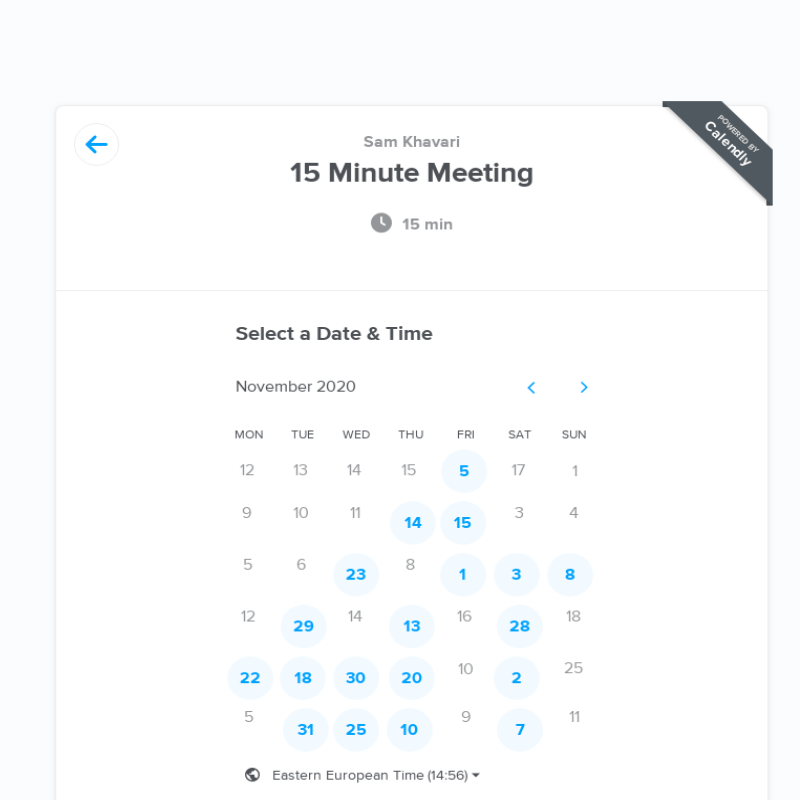 POWERED BY
Calendly
Sam Khavari
15 Minute Meeting
15 min
Select a Date & Time
November 2020
MON TUE WED THU FRI SAT SUN
12 13 14 15 5 17 1
9 10 11 14 15 3 4
5 6 23 8 1 3 8
12 29 14 13 16 28 18
22 18 30 20 10 2 25
5 31 25 10 9 7 11
Eastern European Time (14:56)